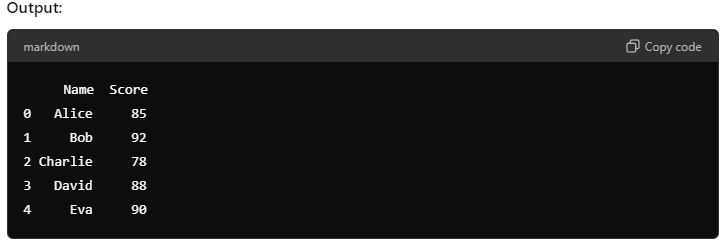 Output:
markdown Copy code
Name Score
0 Alice 85
1 Bob 92
2 Charlie 78
3 David 88
4 Eva 90